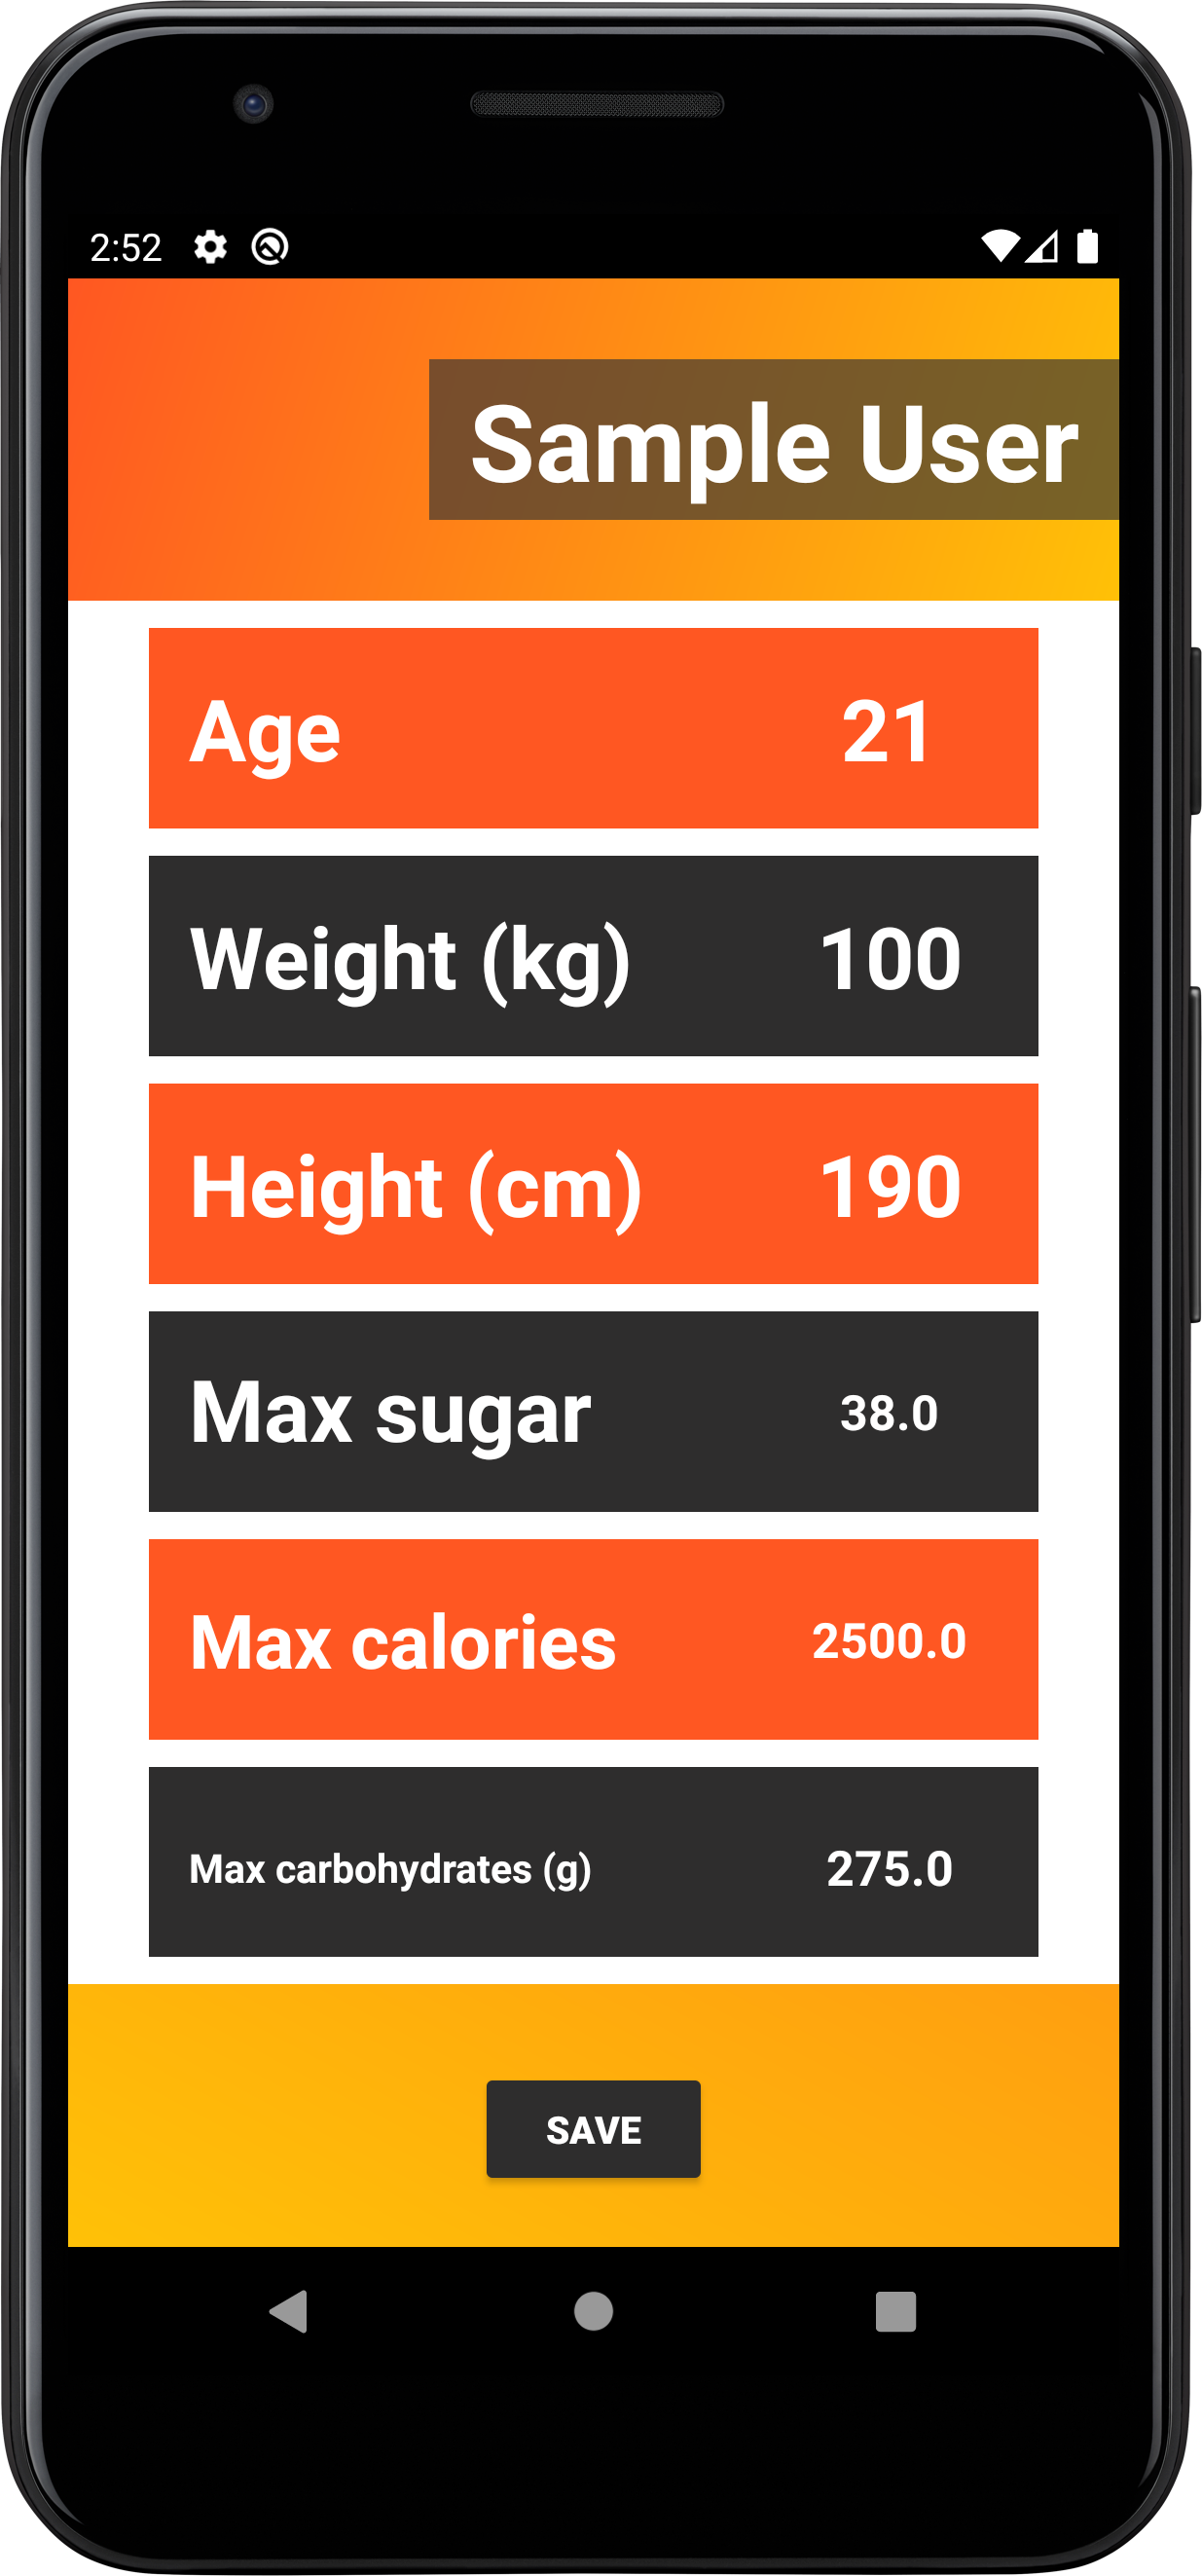 2:52
Sample User
Age 21
Weight (kg) 100
Height (cm) 190
Max sugar 38.0
Max calories 2500.0
Max carbohydrates (g) 275.0
SAVE